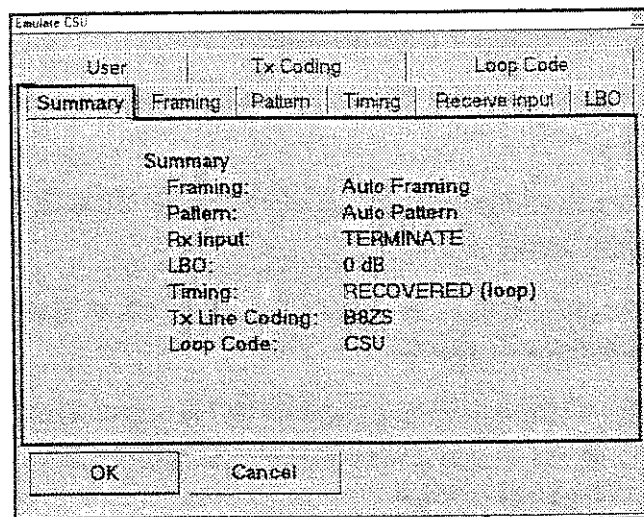 Emulate CSU
User Tx Coding Loop Code
Summary Framing Pattern Timing Receive Input LBO
Summary
Framing: Auto Framing
Pattern: Auto Pattern
Rx Input: TERMINATE
LBO: 0 dB
Timing: RECOVERED (loop)
Tx Line Coding: B8ZS
Loop Code: CSU
OK Cancel